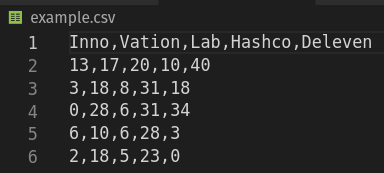 example.csv
1 Inno,Vation,Lab,Hashco,Deleven
2 13,17,20,10,40
3 3,18,8,31,18
4 0,28,6,31,34
5 6,10,6,28,3
6 2,18,5,23,0